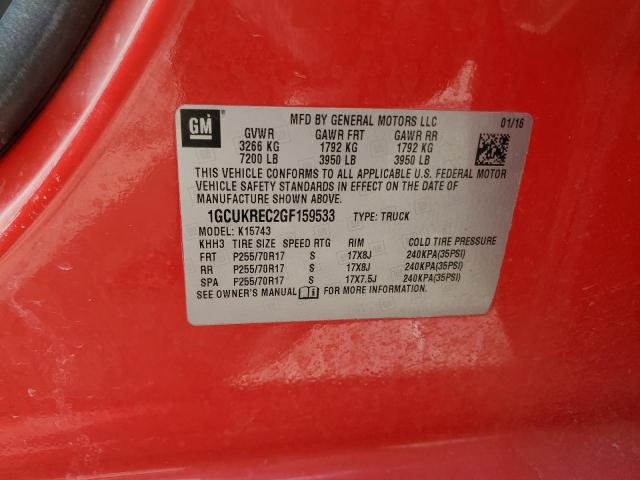 MFD BY GENERAL MOTORS LLC 01/16
GM
GVWR GAWR FRT GAWR RR
3266 KG 1792 KG 1792 KG
7200 LB 3950 LB 3950 LB
THIS VEHICLE CONFORMS TO ALL APPLICABLE U.S. FEDERAL MOTOR
VEHICLE SAFETY STANDARDS IN EFFECT ON THE DATE OF
MANUFACTURE SHOWN ABOVE.
1GCUKREC2GF159533 TYPE: TRUCK
MODEL: K15743
KHH3 TIRE SIZE SPEED RTG RIM COLD TIRE PRESSURE
FRT P255/70R17 S 17X8J 240KPA(35PSI)
RR P255/70R17 S 17X8J 240KPA(35PSI)
SPA P255/70R17 S 17X7.5J 240KPA(35PSI)
SEE OWNER'S MANUAL FOR MORE INFORMATION.